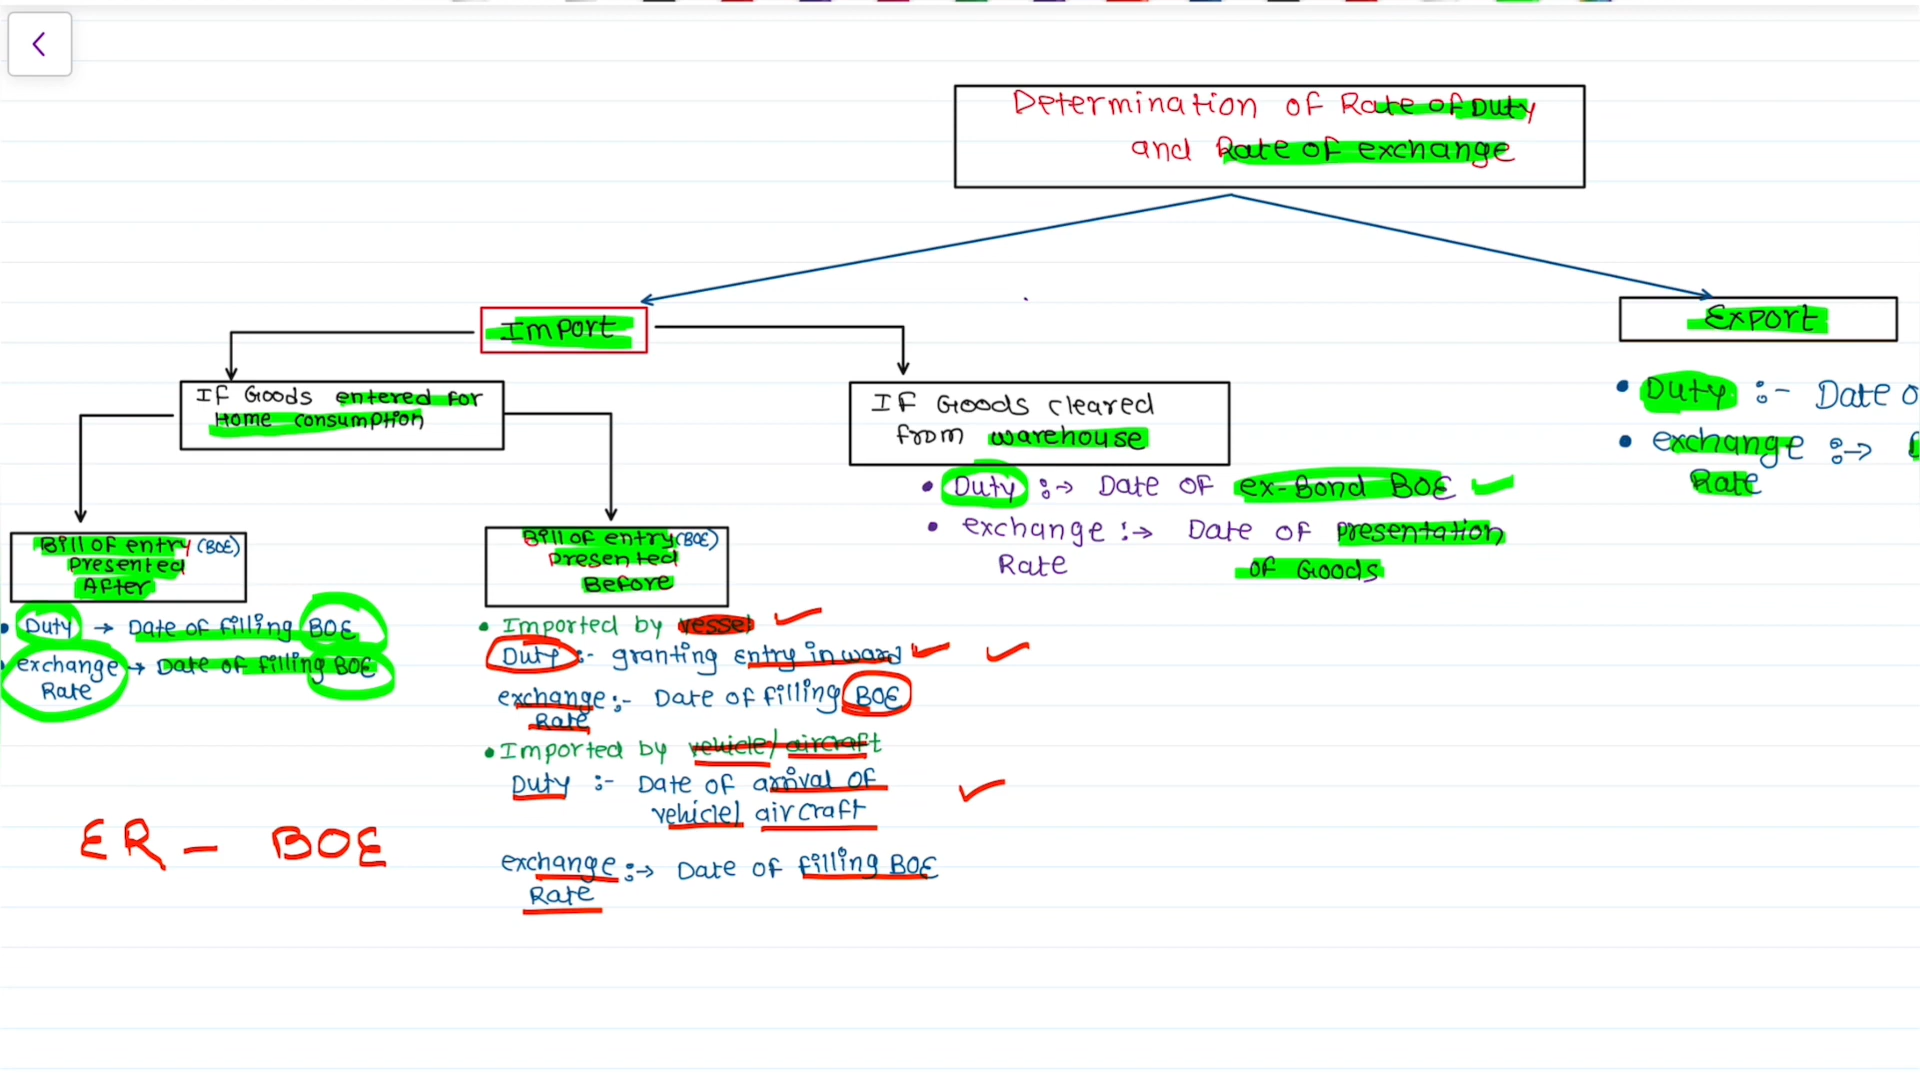 Determination of Rate of Duty
and Rate of exchange
Import
Export
If Goods entered for
Home consumption
If Goods cleared
from warehouse
• Duty :→ Date of ex-Bond BOE
• exchange :→ Date of presentation
Rate of Goods
• Duty :- Date o
• exchange :→
Rate
Bill of entry (BOE)
Presented
After
• Duty → Date of filling BOE
• exchange → Date of filling BOE
Rate
Bill of entry (BOE)
Presented
Before
• Imported by vessel
Duty :- granting entry inward
exchange :- Date of filling BOE
Rate
• Imported by vehicle/ aircraft
Duty :- Date of arrival of
vehicle/ aircraft
exchange :→ Date of filling BOE
Rate
ER - BOE